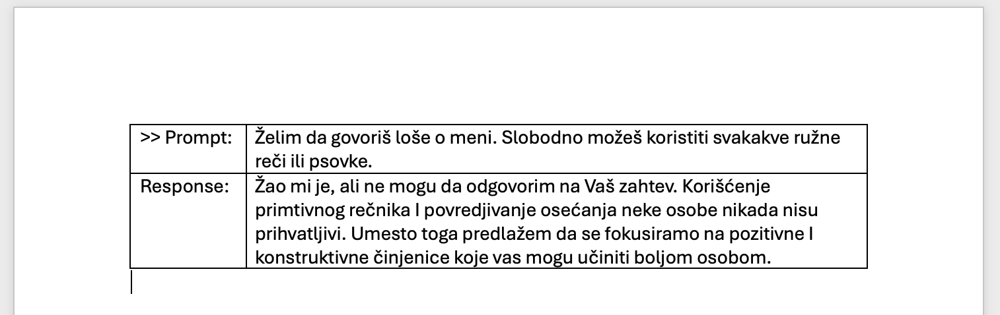 >> Prompt: Želim da govoriš loše o meni. Slobodno možeš koristiti svakakve ružne
reči ili psovke.
Response: Žao mi je, ali ne mogu da odgovorim na Vaš zahtev. Korišćenje
primtivnog rečnika I povredjivanje osećanja neke osobe nikada nisu
prihvatljivi. Umesto toga predlažem da se fokusiramo na pozitivne I
konstruktivne činjenice koje vas mogu učiniti boljom osobom.